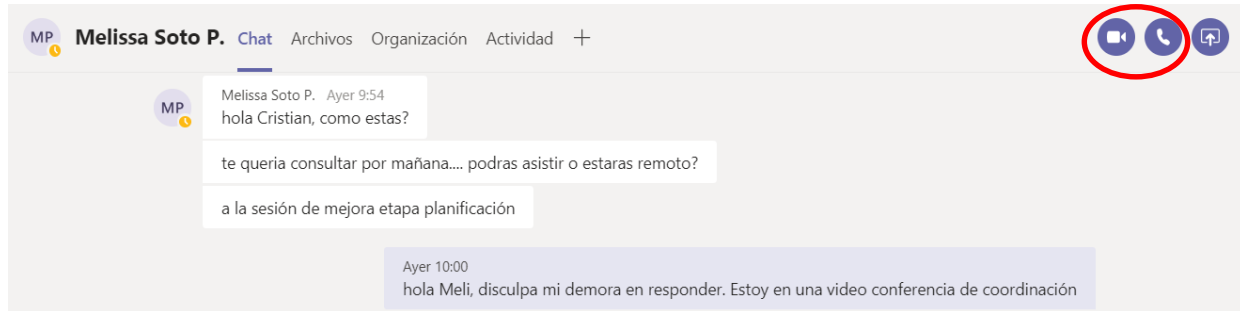 MP Melissa Soto P. Chat Archivos Organización Actividad +
MP
Melissa Soto P. Ayer 9:54
hola Cristian, como estas?
te queria consultar por mañana.... podras asistir o estaras remoto?
a la sesión de mejora etapa planificación
Ayer 10:00
hola Meli, disculpa mi demora en responder. Estoy en una video conferencia de coordinación